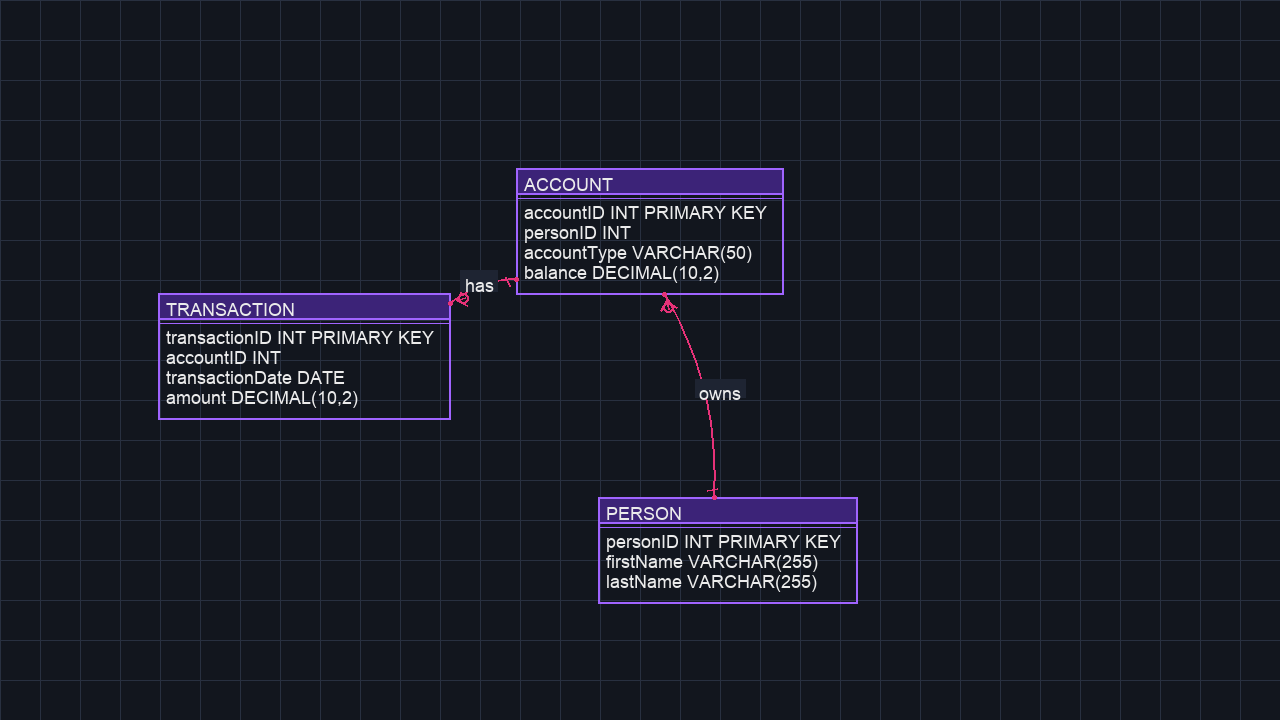 ACCOUNT
accountID INT PRIMARY KEY
personID INT
accountType VARCHAR(50)
balance DECIMAL(10,2)
has
TRANSACTION
transactionID INT PRIMARY KEY
accountID INT
transactionDate DATE
amount DECIMAL(10,2)
owns
PERSON
personID INT PRIMARY KEY
firstName VARCHAR(255)
lastName VARCHAR(255)